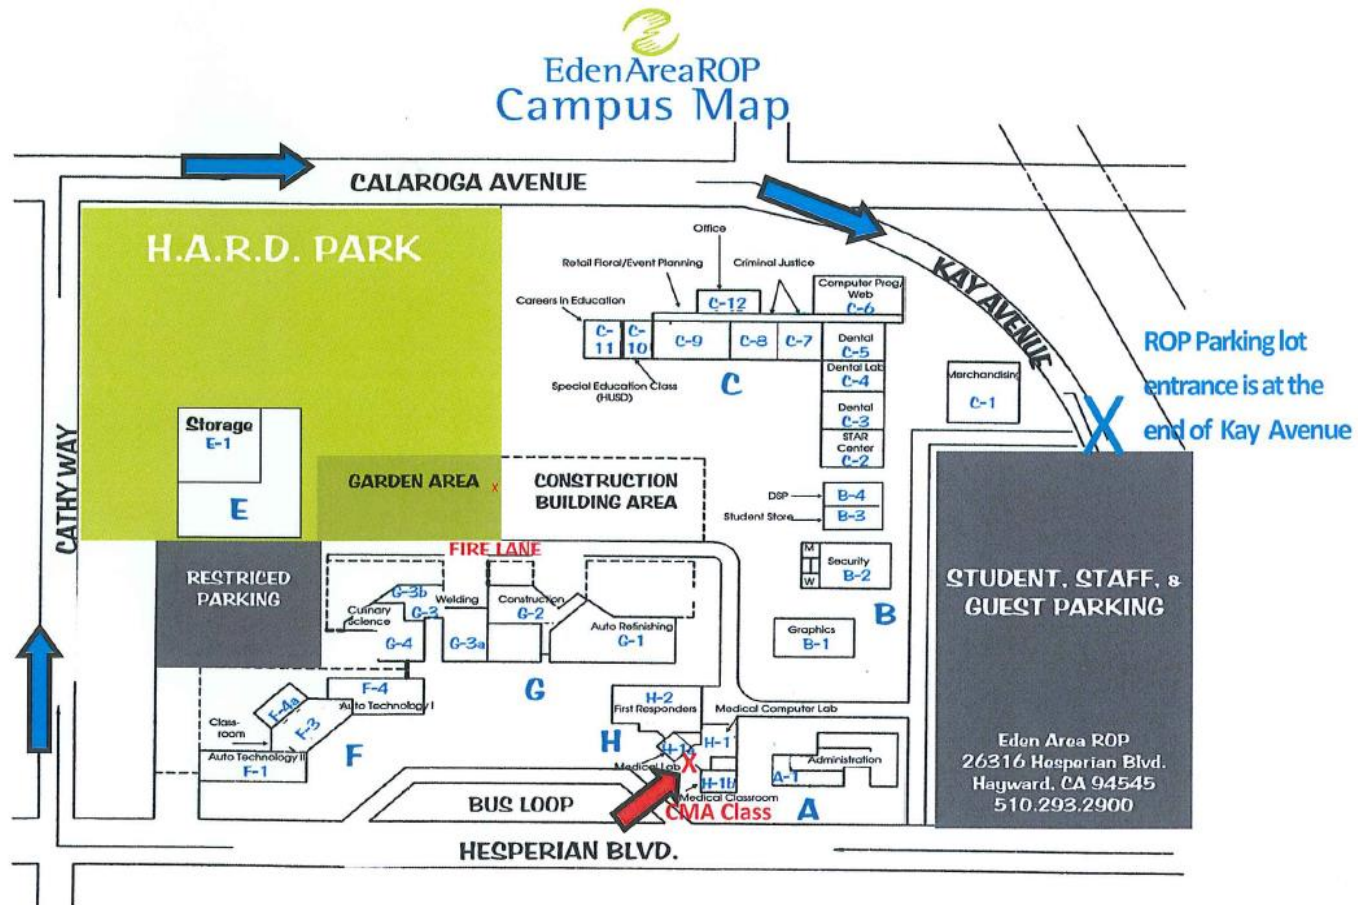 Eden Area ROP
Campus Map
CALAROGA AVENUE
H.A.R.D. PARK
Office
Retail Floral/Event Planning
Criminal Justice
Careers In Education
C-12
Computer Prog/
Web
C-6
C-
11
C-
10
C-9
C-8
C-7
Dental
C-5
Special Education Class
(HUSD)
C
Dental Lab
C-4
Dental
C-3
STAR
Center
C-2
Merchandising
C-1
KAY AVENUE
ROP Parking lot
entrance is at the
end of Kay Avenue
X
CATHY WAY
Storage
E-1
E
GARDEN AREA
x
CONSTRUCTION
BUILDING AREA
DSP
B-4
Student Store
B-3
M
W
Security
B-2
B
Graphics
B-1
STUDENT, STAFF, &
GUEST PARKING
FIRE LANE
RESTRICED
PARKING
G-3b
Welding
Culinary
Science
G-3
Construction
G-2
G-4
G-3a
Auto Refinishing
G-1
G
F-4
Auto Technology I
F-4a
F-3
Class-
room
Auto Technology II
F-1
F
H-2
First Responders
Medical Computer Lab
H
H-1a
H-1
Medical Lab
X
H-1b
Medical Classroom
CMA Class
Administration
A-1
A
Eden Area ROP
26316 Hesperian Blvd.
Hayward, CA 94545
510.293.2900
BUS LOOP
HESPERIAN BLVD.